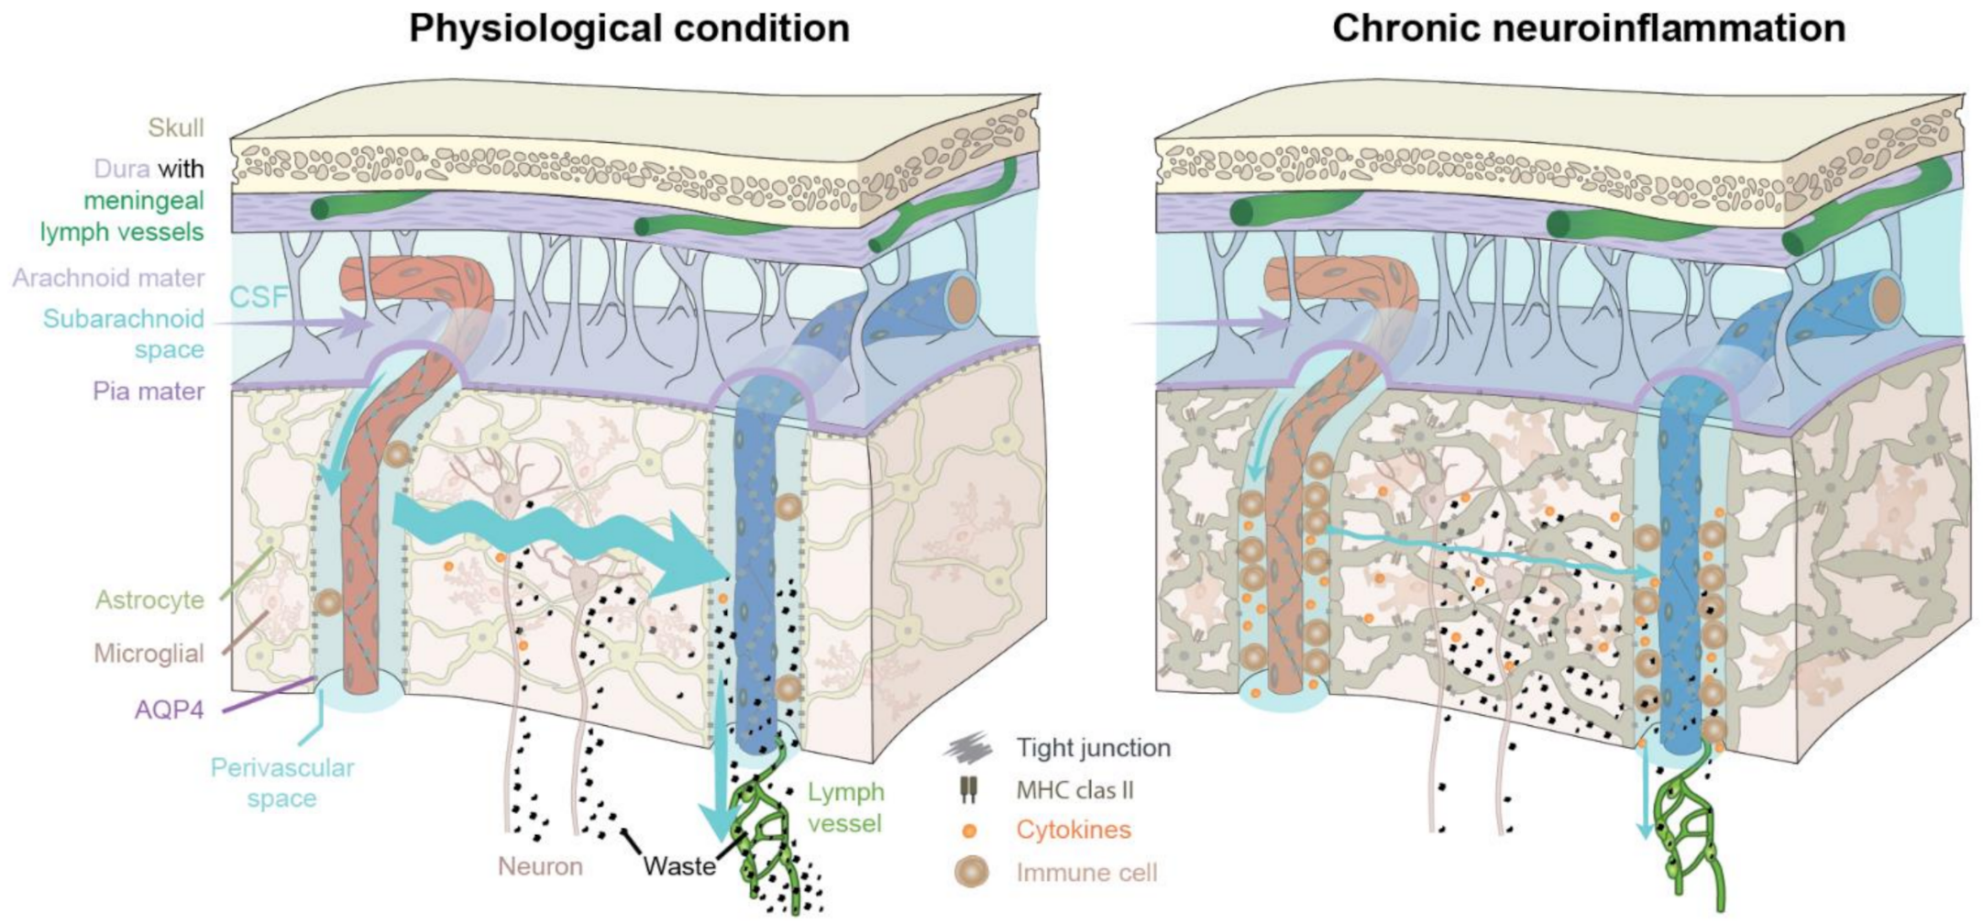 Physiological condition
Chronic neuroinflammation
Skull
Dura with
meningeal
lymph vessels
Arachnoid mater
CSF
Subarachnoid
space
Pia mater
Astrocyte
Microglial
AQP4
Perivascular
space
Neuron
Waste
Lymph
vessel
Tight junction
MHC clas II
Cytokines
Immune cell